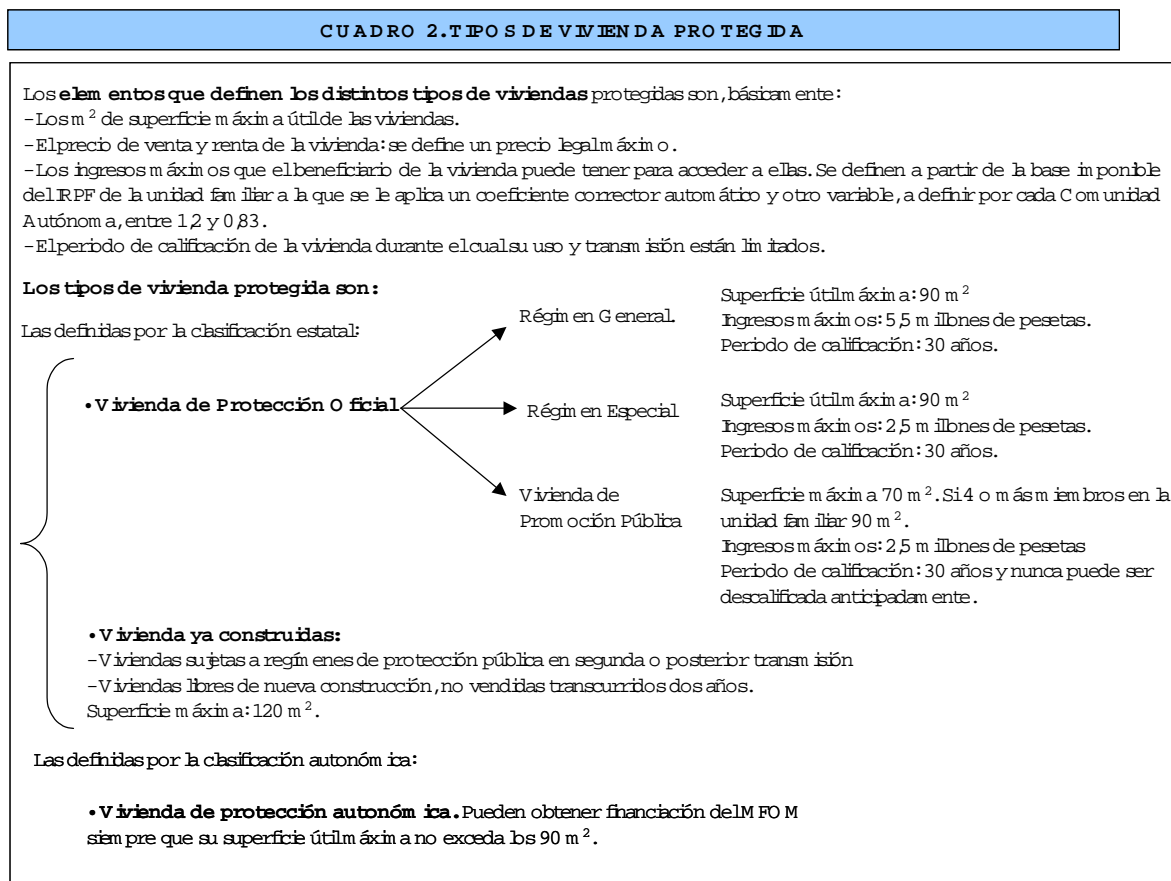 CUADRO 2. TIPOS DE VIVIENDA PROTEGIDA
Los elementos que definen los distintos tipos de viviendas protegidas son, básicamente:
- Los m² de superficie máxima útil de las viviendas.
- El precio de venta y renta de la vivienda: se define un precio legal máximo.
- Los ingresos máximos que el beneficiario de la vivienda puede tener para acceder a ellas. Se definen a partir de la base imponible
del IRPF de la unidad familiar a la que se le aplica un coeficiente corrector automático y otro variable, a definir por cada Comunidad
Autónoma, entre 1,2 y 0,83.
- El periodo de calificación de la vivienda durante el cual su uso y transmisión están limitados.
Los tipos de vivienda protegida son:
Las definidas por la clasificación estatal:
• Vivienda de Protección Oficial
Régimen General.
Superficie útil máxima: 90 m²
Ingresos máximos: 5,5 millones de pesetas.
Periodo de calificación: 30 años.
Régimen Especial
Superficie útil máxima: 90 m²
Ingresos máximos: 2,5 millones de pesetas.
Periodo de calificación: 30 años.
Vivienda de
Promoción Pública
Superficie máxima 70 m². Si 4 o más miembros en la
unidad familiar 90 m².
Ingresos máximos: 2,5 millones de pesetas
Periodo de calificación: 30 años y nunca puede ser
descalificada anticipadamente.
• Vivienda ya construidas:
- Viviendas sujetas a regímenes de protección pública en segunda o posterior transmisión
- Viviendas libres de nueva construcción, no vendidas transcurridos dos años.
Superficie máxima: 120 m².
Las definidas por la clasificación autonómica:
• Vivienda de protección autonómica. Pueden obtener financiación del MFOM
siempre que su superficie útil máxima no exceda los 90 m².